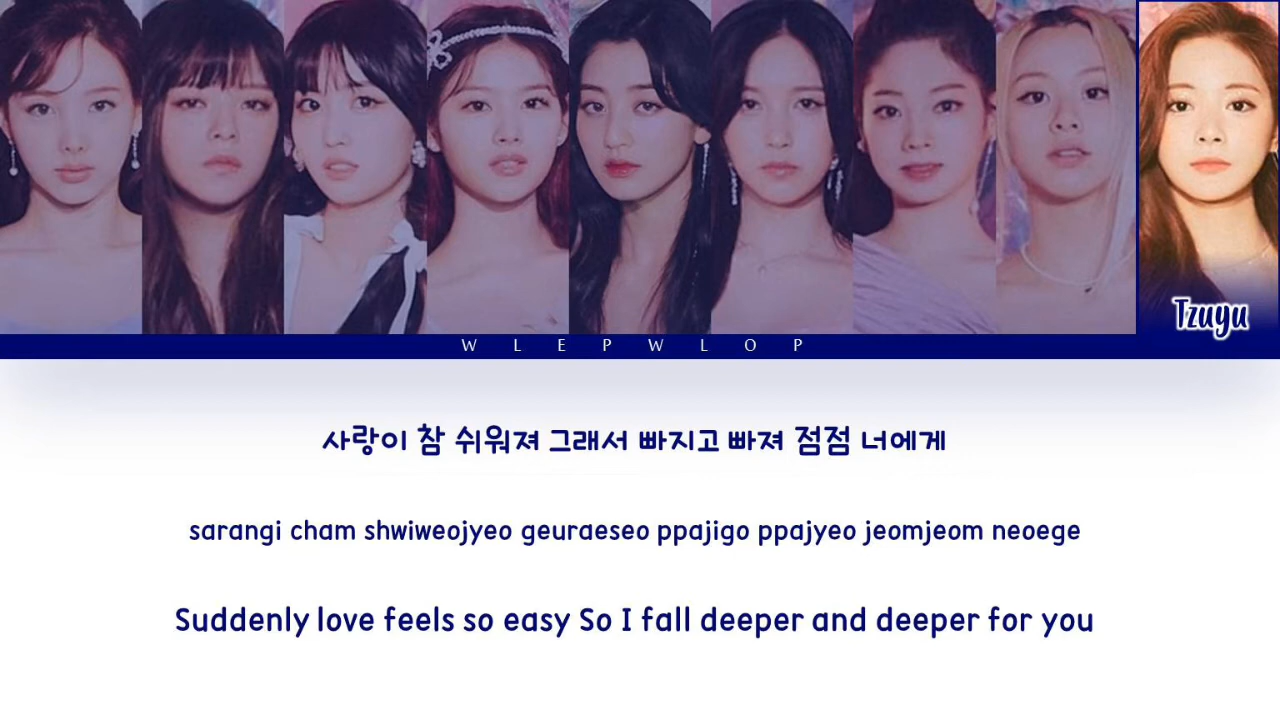 Tzuyu
W L E P W L O P
사랑이 참 쉬워져 그래서 빠지고 빠져 점점 너에게
sarangi cham shwiweojyeo geuraeseo ppajigo ppajyeo jeomjeom neoege
Suddenly love feels so easy So I fall deeper and deeper for you